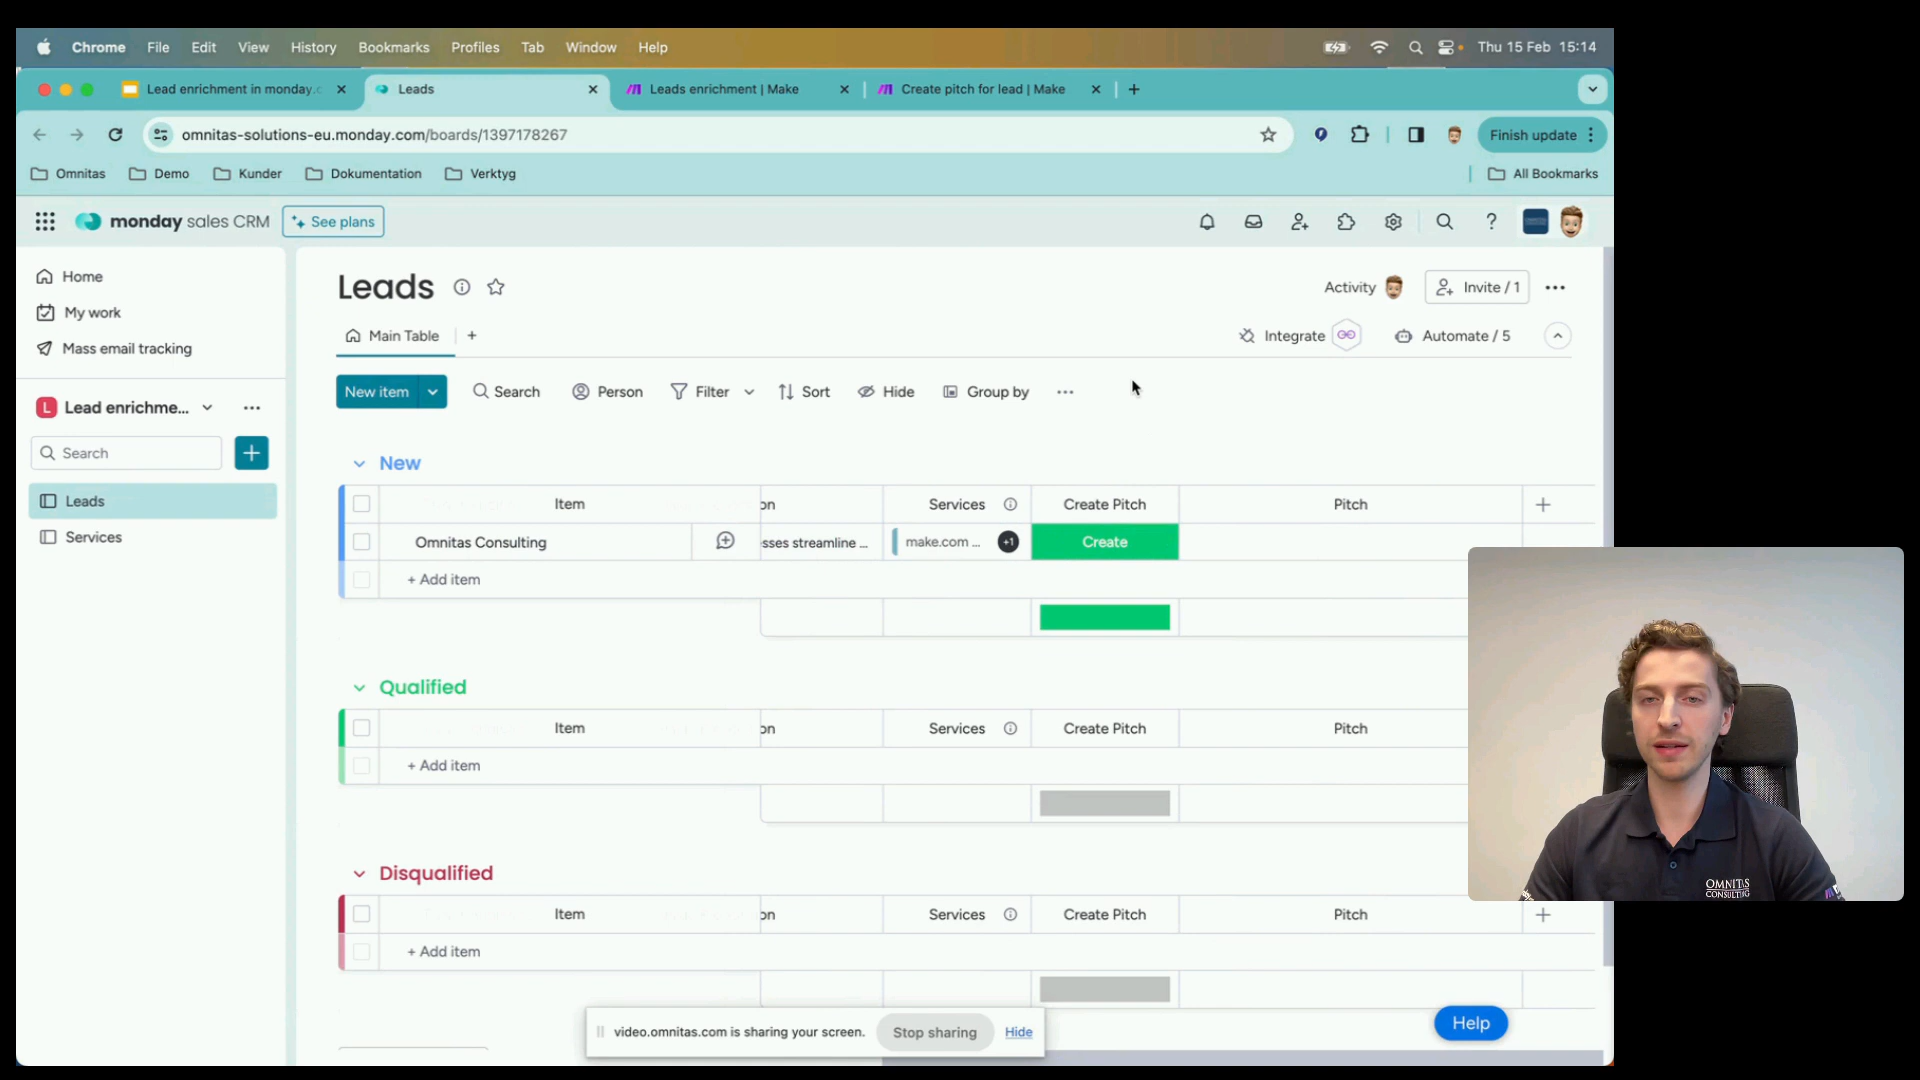 Chrome File Edit View History Bookmarks Profiles Tab Window Help Thu 15 Feb 15:14
Lead enrichment in monday.c Leads Leads enrichment | Make Create pitch for lead | Make
omnitas-solutions-eu.monday.com/boards/1397178267 Finish update
Omnitas Demo Kunder Dokumentation Verktyg All Bookmarks
monday sales CRM See plans
Home
My work
Mass email tracking
L Lead enrichme...
Search
Leads
Services
Leads Activity Invite / 1
Main Table + Integrate Automate / 5
New item Search Person Filter Sort Hide Group by
New
Item on Services Create Pitch Pitch
Omnitas Consulting sses streamline ... make.com ... +1 Create
+ Add item
Qualified
Item on Services Create Pitch Pitch
+ Add item
Disqualified
Item on Services Create Pitch Pitch
+ Add item
video.omnitas.com is sharing your screen. Stop sharing Hide
Help
OMNITAS
CONSULTING